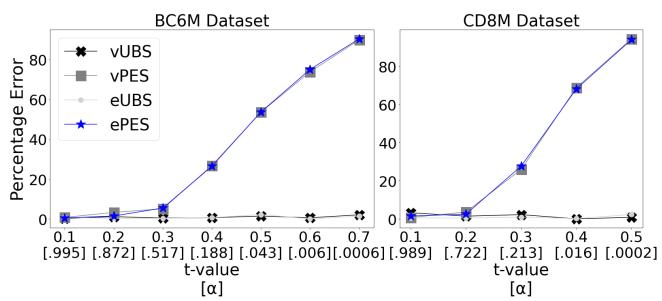 BC6M Dataset
CD8M Dataset
Percentage Error
80
60
40
20
0
vUBS
vPES
eUBS
ePES
0.1 0.2 0.3 0.4 0.5 0.6 0.7
[.995] [.872] [.517] [.188] [.043] [.006] [.0006]
t-value
[α]
80
60
40
20
0
0.1 0.2 0.3 0.4 0.5
[.989] [.722] [.213] [.016] [.0002]
t-value
[α]